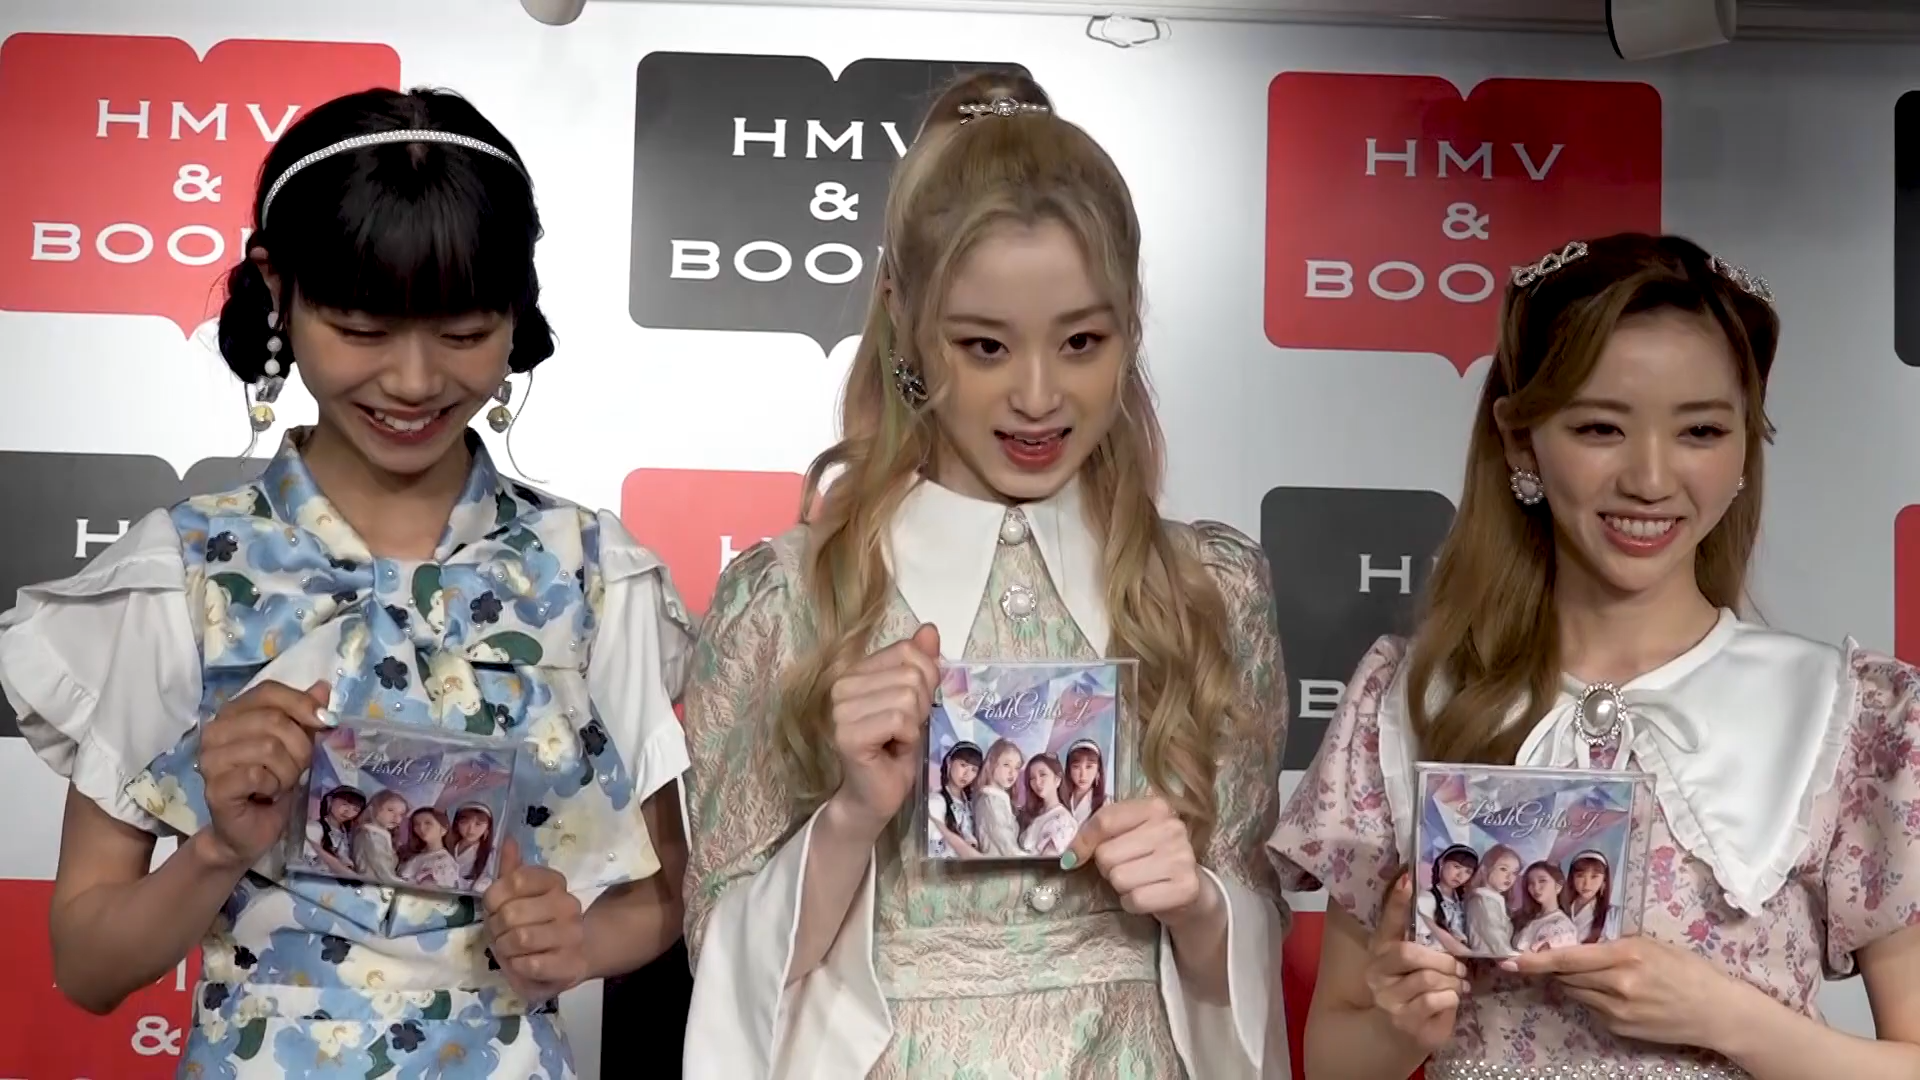 HMV
&
BOO
HMV
&
BOO
HMV
&
BOO
H
H
H
B
&
PoshGirls J
PoshGirls J
PoshGirls J